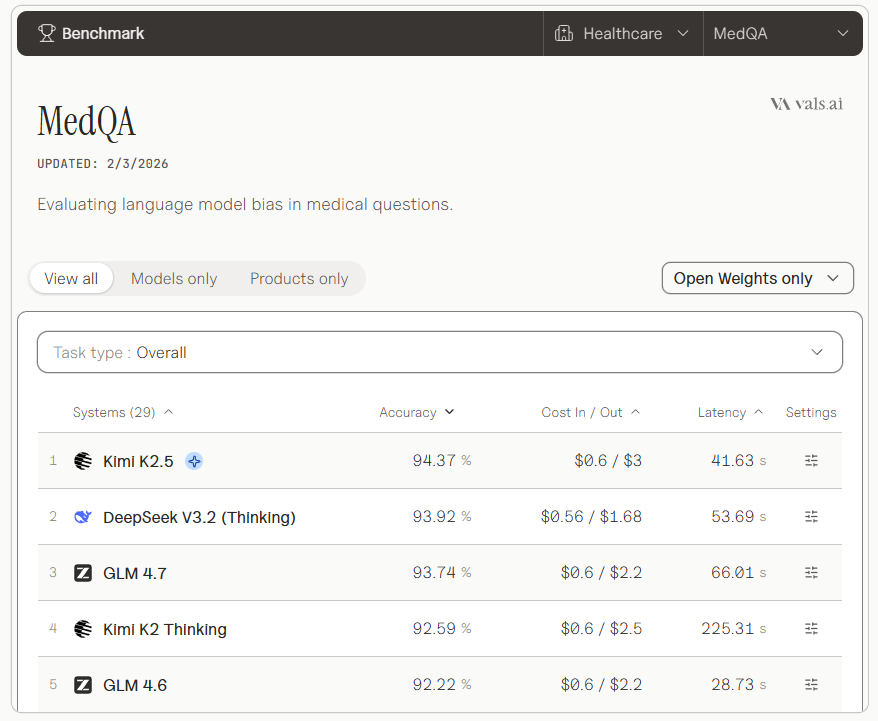 Benchmark Healthcare MedQA
VA vals.ai
MedQA
UPDATED: 2/3/2026
Evaluating language model bias in medical questions.
View all Models only Products only Open Weights only
Task type : Overall
Systems (29) Accuracy Cost In / Out Latency Settings
1 Kimi K2.5 94.37 % $0.6 / $3 41.63 s
2 DeepSeek V3.2 (Thinking) 93.92 % $0.56 / $1.68 53.69 s
3 GLM 4.7 93.74 % $0.6 / $2.2 66.01 s
4 Kimi K2 Thinking 92.59 % $0.6 / $2.5 225.31 s
5 GLM 4.6 92.22 % $0.6 / $2.2 28.73 s